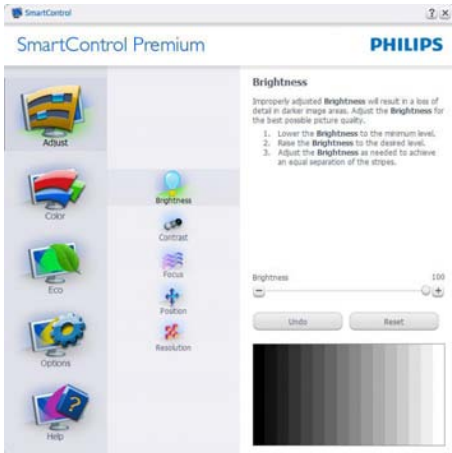 SmartControl
SmartControl Premium
PHILIPS
Adjust
Color
Eco
Options
Help
Brightness
Contrast
Focus
Position
Resolution
Brightness
Improperly adjusted Brightness will result in a loss of
detail in darker image areas. Adjust the Brightness for
the best possible picture quality.
1. Lower the Brightness to the minimum level.
2. Raise the Brightness to the desired level.
3. Adjust the Brightness as needed to achieve
an equal separation of the stripes.
Brightness 100
Undo Reset